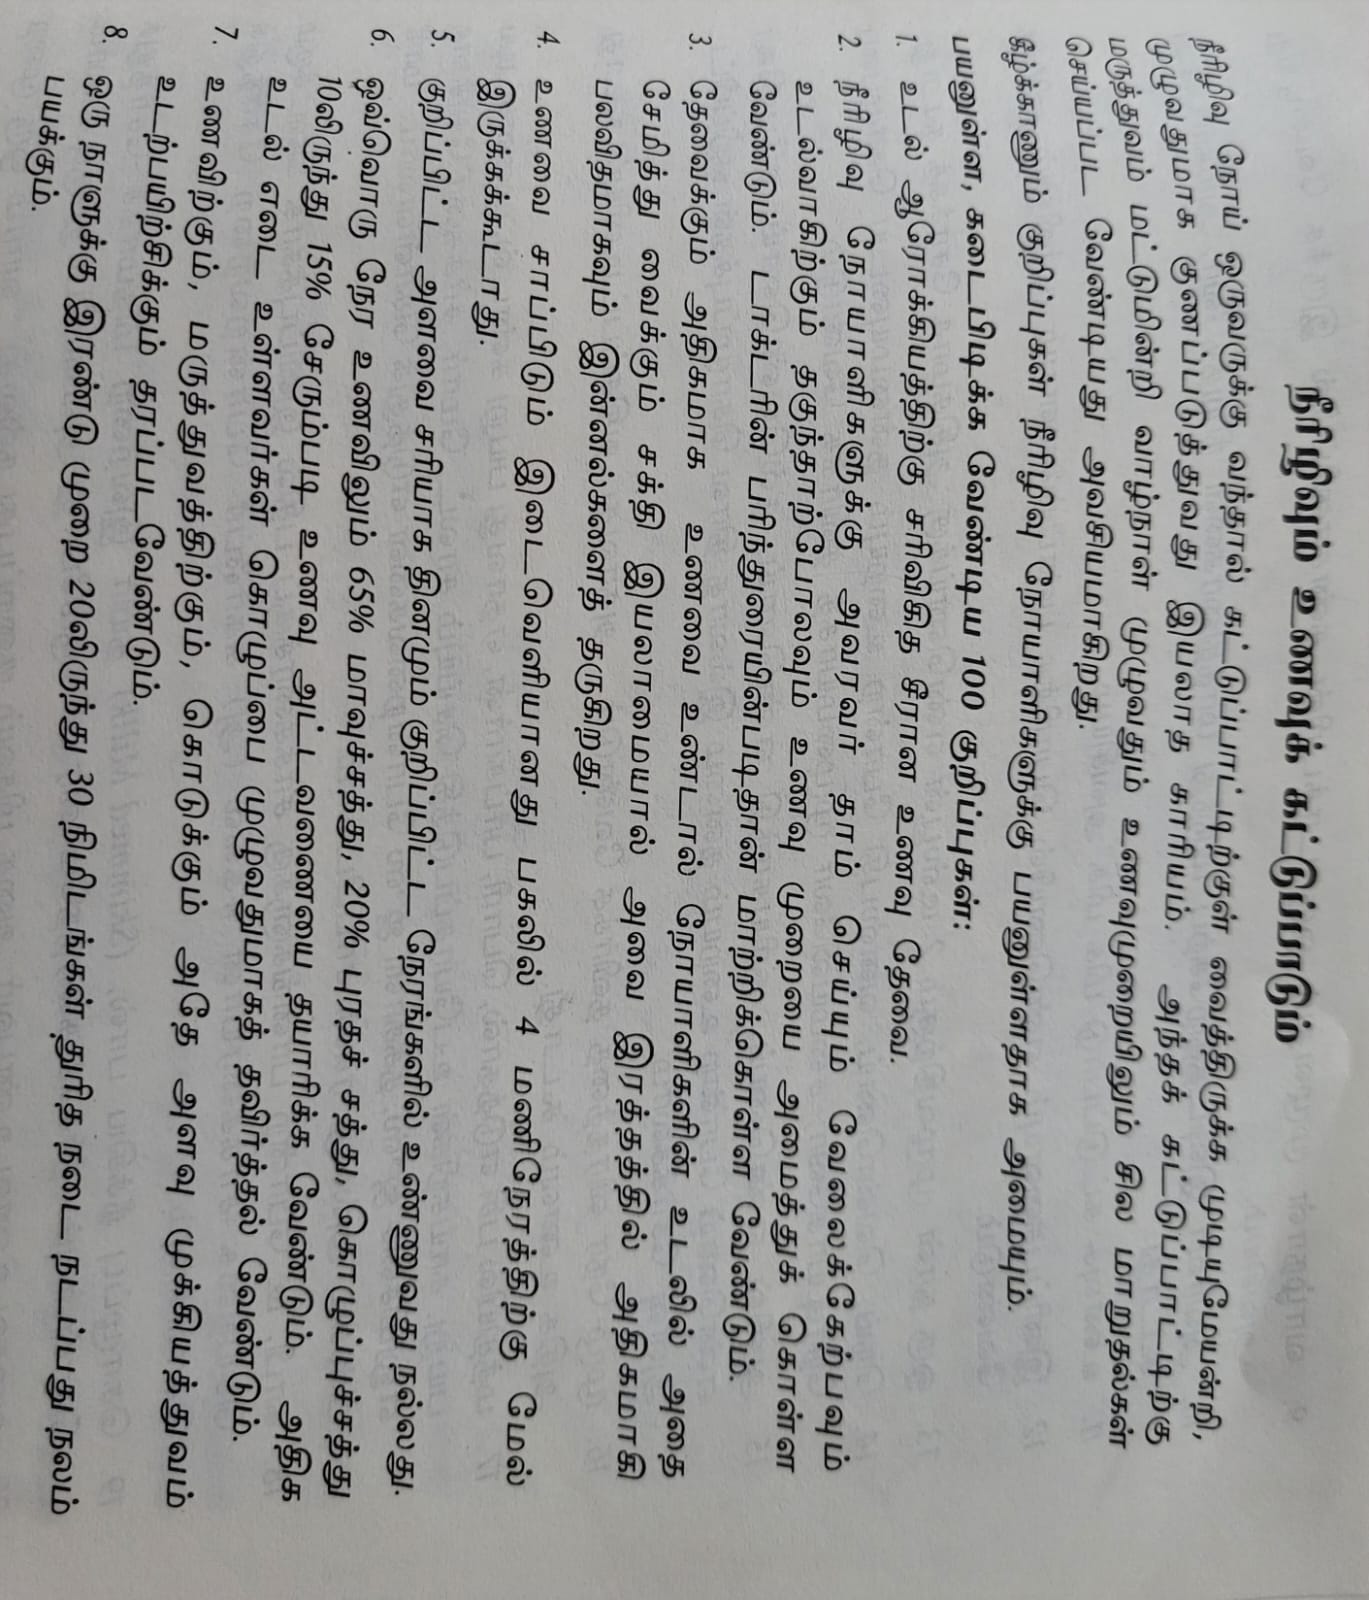 நீரிழிவும் உணவுக் கட்டுப்பாடும்
நீரிழிவு நோய் ஒருவருக்கு வந்தால் கட்டுப்பாட்டிற்குள் வைத்திருக்க முடியுமேயன்றி,
முழுவதுமாக குணப்படுத்துவது இயலாத காரியம். அந்தக் கட்டுப்பாட்டிற்கு
மருத்துவம் மட்டுமின்றி வாழ்நாள் முழுவதும் உணவுமுறையிலும் சில மாறுதல்கள்
செய்யப்பட வேண்டியது அவசியமாகிறது.
கீழ்க்காணும் குறிப்புகள் நீரிழிவு நோயாளிகளுக்கு பயனுள்ளதாக அமையும்.
பயனுள்ள, கடைபிடிக்க வேண்டிய 100 குறிப்புகள்:
1. உடல் ஆரோக்கியத்திற்கு சரிவிகித சீரான உணவு தேவை.
2. நீரிழிவு நோயாளிகளுக்கு அவரவர் தாம் செய்யும் வேலைக்கேற்பவும்
உடல்வாகிற்கும் தகுந்தாற்போலவும் உணவு முறையை அமைத்துக் கொள்ள
வேண்டும். டாக்டரின் பரிந்துரையின்படிதான் மாற்றிக்கொள்ள வேண்டும்.
3. தேவைக்கும் அதிகமாக உணவை உண்டால் நோயாளிகளின் உடலில் அதை
சேமித்து வைக்கும் சக்தி இயலாமையால் அவை இரத்தத்தில் அதிகமாகி
பலவிதமாகவும் இன்னல்களைத் தருகிறது.
4. உணவை சாப்பிடும் இடைவெளியானது பகலில் 4 மணிநேரத்திற்கு மேல்
இருக்கக்கூடாது.
5. குறிப்பிட்ட அளவை சரியாக தினமும் குறிப்பிட்ட நேரங்களில் உண்ணுவது நல்லது.
6. ஒவ்வொரு நேர உணவிலும் 65% மாவுச்சத்து, 20% புரதச் சத்து, கொழுப்புச்சத்து
10லிருந்து 15% சேரும்படி உணவு அட்டவணையை தயாரிக்க வேண்டும். அதிக
உடல் எடை உள்ளவர்கள் கொழுப்பை முழுவதுமாகத் தவிர்த்தல் வேண்டும்.
7. உணவிற்கும், மருத்துவத்திற்கும், கொடுக்கும் அதே அளவு முக்கியத்துவம்
உடற்பயிற்சிக்கும் தரப்படவேண்டும்.
8. ஒரு நாளுக்கு இரண்டு முறை 20லிருந்து 30 நிமிடங்கள் துரித நடை நடப்பது நலம்
பயக்கும்.